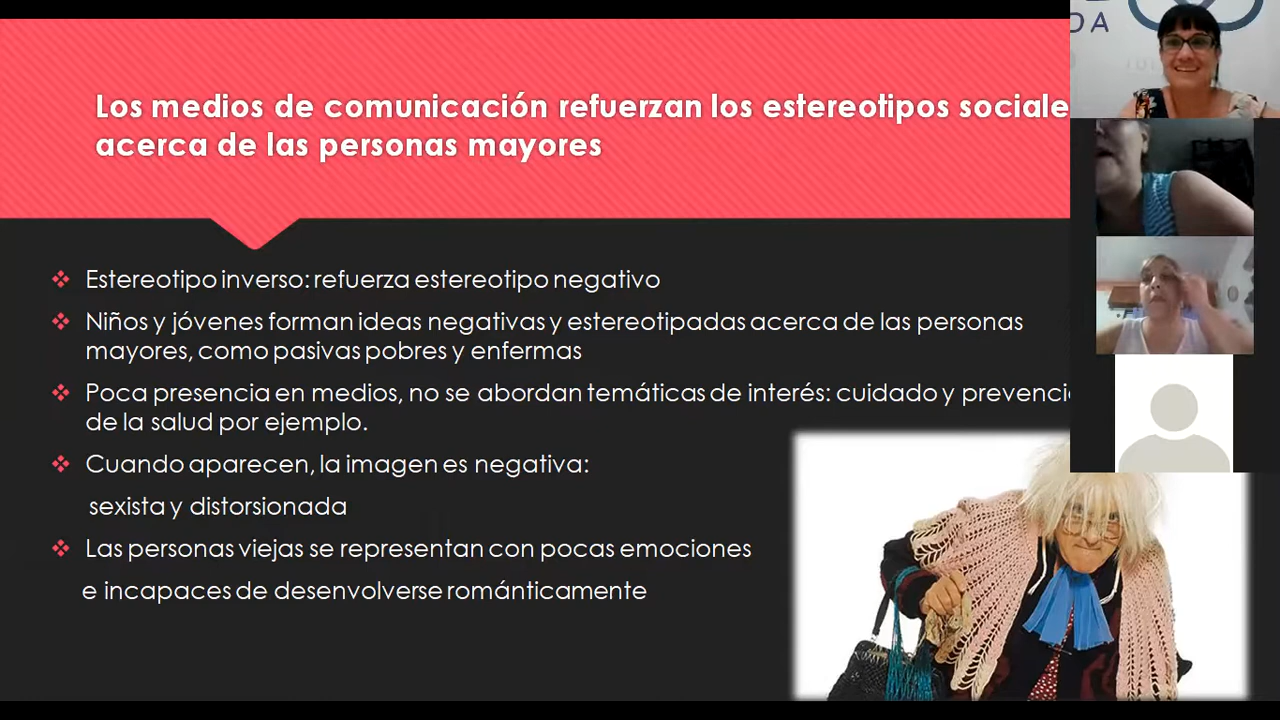 Los medios de comunicación refuerzan los estereotipos sociale
acerca de las personas mayores
Estereotipo inverso: refuerza estereotipo negativo
Niños y jóvenes forman ideas negativas y estereotipadas acerca de las personas
mayores, como pasivas pobres y enfermas
Poca presencia en medios, no se abordan temáticas de interés: cuidado y prevenci
de la salud por ejemplo.
Cuando aparecen, la imagen es negativa:
sexista y distorsionada
Las personas viejas se representan con pocas emociones
e incapaces de desenvolverse románticamente
DA